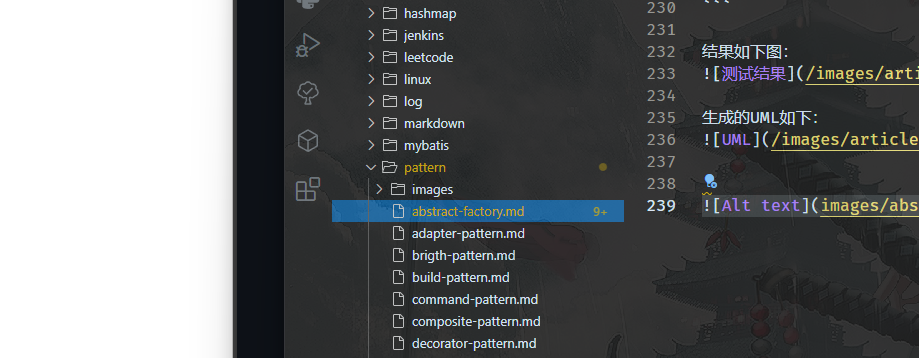 hashmap
jenkins
leetcode
linux
log
markdown
mybatis
pattern
images
abstract-factory.md 9+
adapter-pattern.md
brigth-pattern.md
build-pattern.md
command-pattern.md
composite-pattern.md
decorator-pattern.md
230 ```
231
232 结果如下图：
233 ![测试结果](/images/arti
234
235 生成的UML如下：
236 ![UML](/images/article
237
238
239 ![Alt text](images/abs